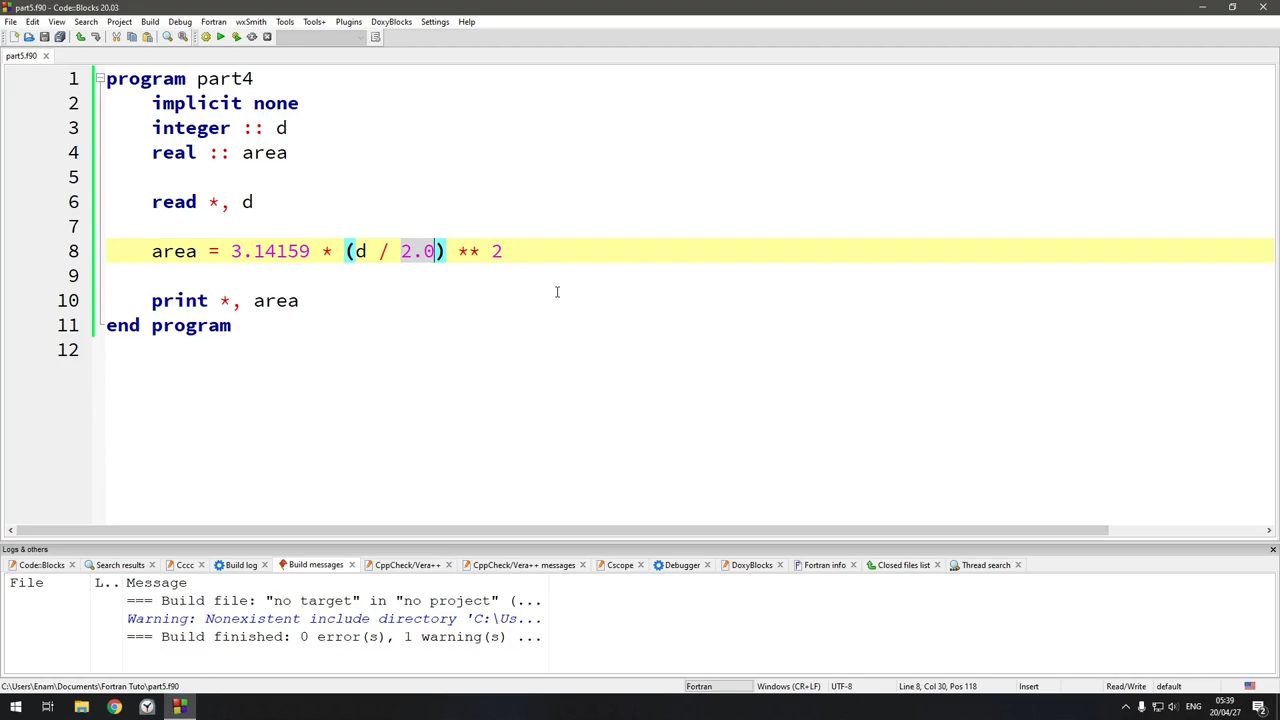 part5.f90 - Code::Blocks 20.03
File Edit View Search Project Build Debug Fortran wxSmith Tools Tools+ Plugins DoxyBlocks Settings Help
part5.f90
1 program part4
2 implicit none
3 integer :: d
4 real :: area
5
6 read *, d
7
8 area = 3.14159 * (d / 2.0) ** 2
9
10 print *, area
11 end program
12
Logs & others
Code::Blocks Search results Cccc Build log Build messages CppCheck/Vera++ CppCheck/Vera++ messages Cscope Debugger DoxyBlocks Fortran info Closed files list Thread search
File L.. Message
=== Build file: "no target" in "no project" (...
Warning: Nonexistent include directory 'C:\Us...
=== Build finished: 0 error(s), 1 warning(s) ...
C:\Users\Enam\Documents\Fortran Tuto\part5.f90 Fortran Windows (CR+LF) UTF-8 Line 8, Col 30, Pos 118 Insert Read/Write default
ENG 05:39
20/04/27